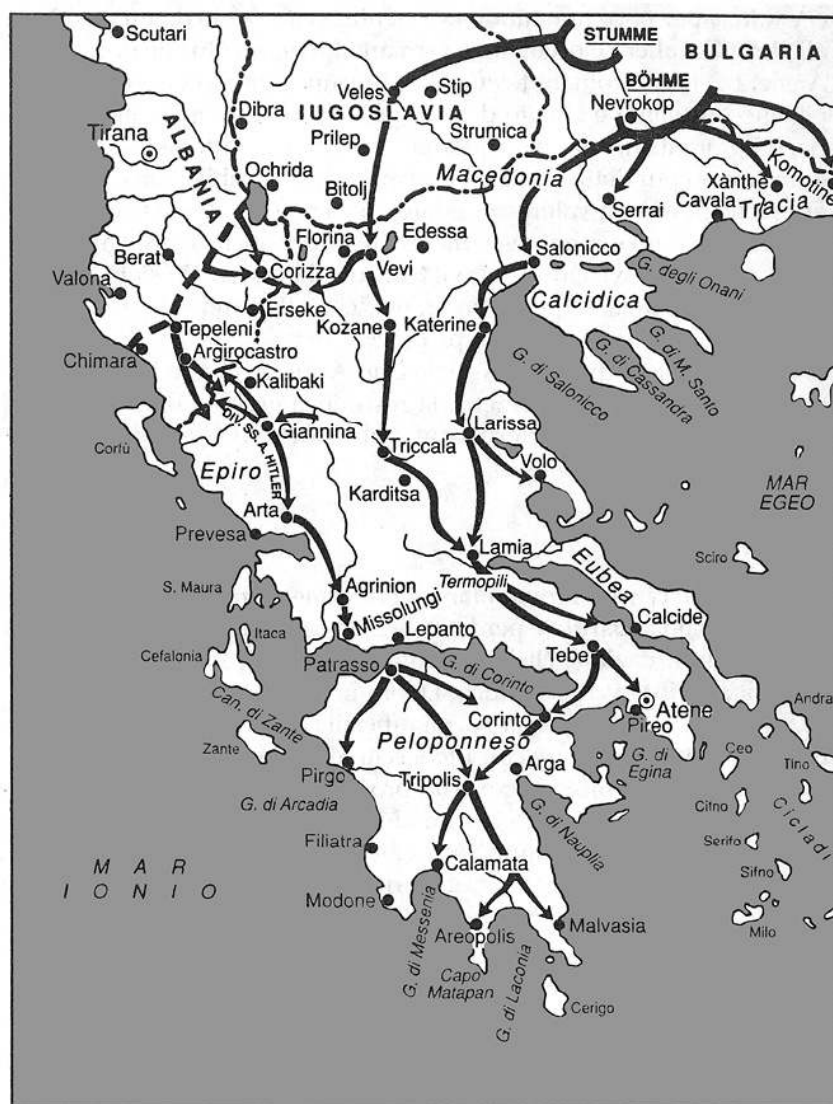 Scutari
STUMME
BULGARIA
BÖHME
Veles
Stip
Nevrokop
IUGOSLAVIA
Dibra
Tirana
Prilep
Strumica
ALBANIA
Ochrida
Macedonia
Xànthe
Komotine
Bitolj
Serrai
Cavala
Tracia
Florina
Edessa
Berat
Corizza
Vevi
Salonicco
G. degli Onani
Valona
Erseke
Calcidica
Tepeleni
Kozane
Katerine
Chimara
Argirocastro
G. di Salonicco
G. di Cassandra
G. di M. Sanio
Kalibaki
DIV. SS. A. HITLER
Giannina
Larissa
Corfù
Epiro
Triccala
Volo
Karditsa
MAR
EGEO
Arta
Prevesa
Lamia
Sciro
Termopili
Eubea
S. Maura
Agrinion
Missolungi
Calcide
Itaca
Lepanto
Tebe
Cefalonia
Patrasso
G. di Corinto
Can. di Zante
Corinto
Atene
Pireo
Andra
Zante
Peloponneso
G. di
Egina
Ceo
Tino
Pirgo
Tripolis
Arga
G. di Arcadia
G. di Nauplia
Citno
Cicladi
Filiatra
Serifo
Calamata
Sifno
MAR
IONIO
Modone
G. di Messenia
Areopolis
Malvasia
Milo
Capo
Matapan
G. di Laconia
Cerigo